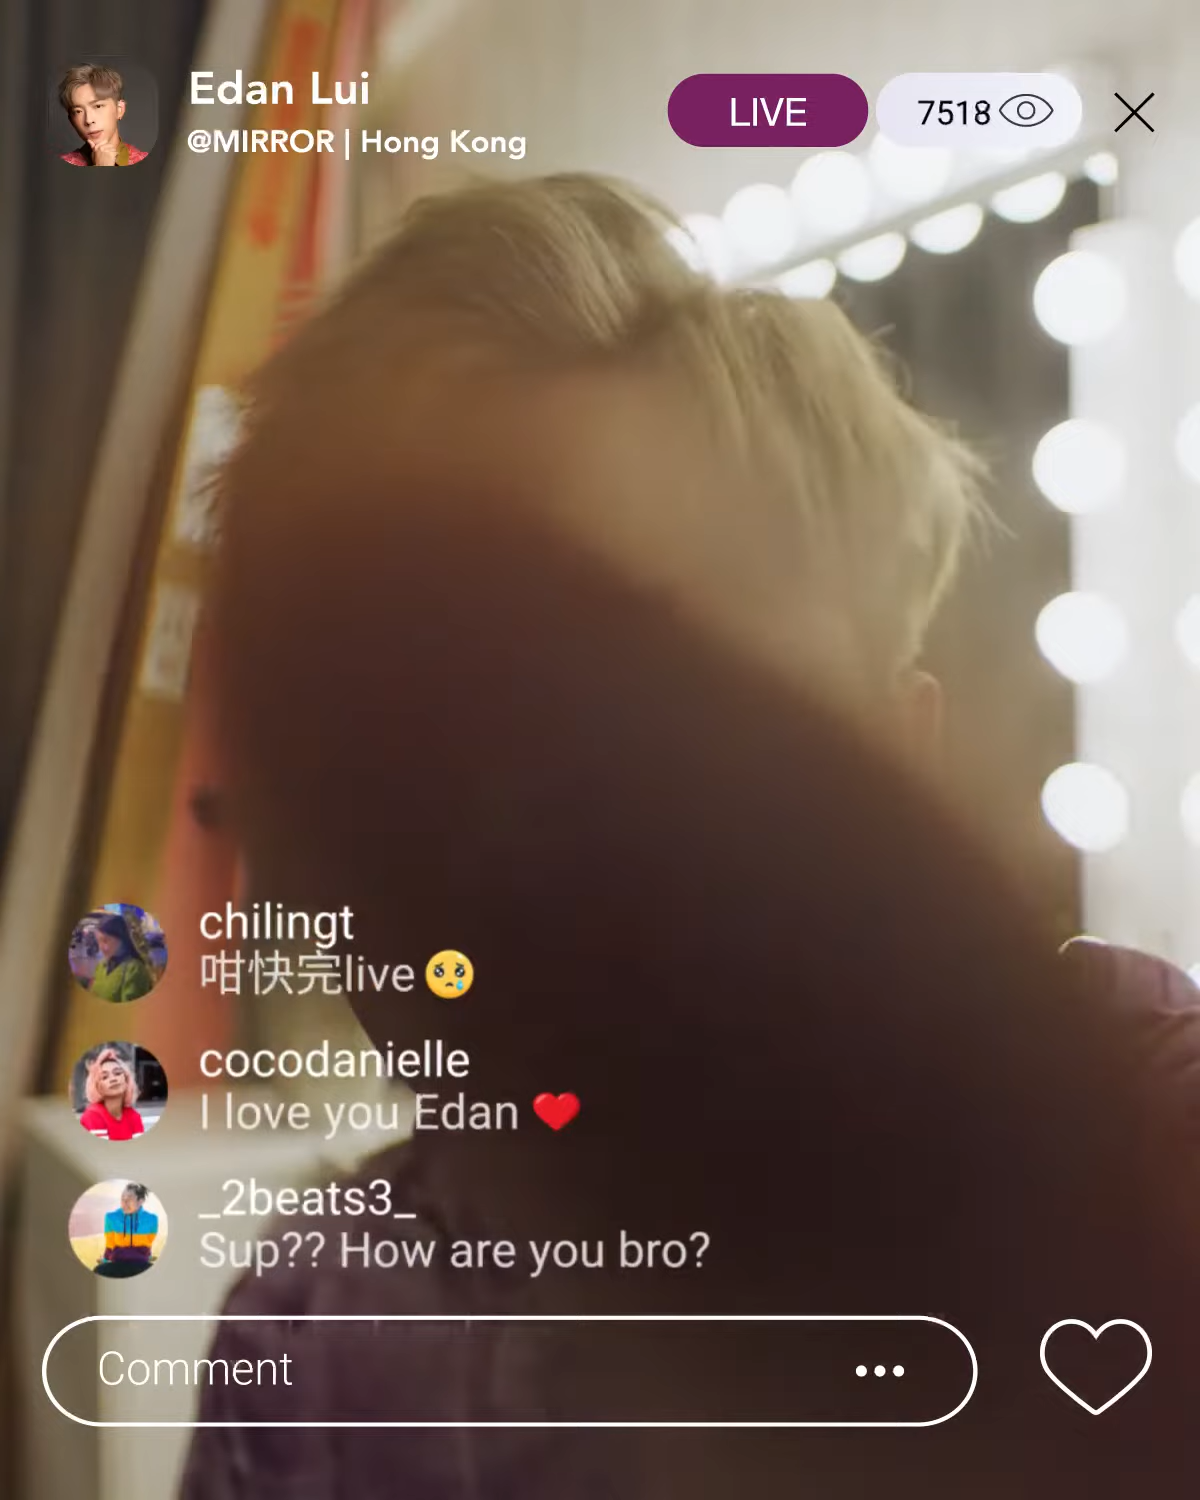 Edan Lui
@MIRROR | Hong Kong
LIVE
7518
chilingt
咁快完live🥺
cocodanielle
I love you Edan ❤️
_2beats3_
Sup?? How are you bro?
Comment